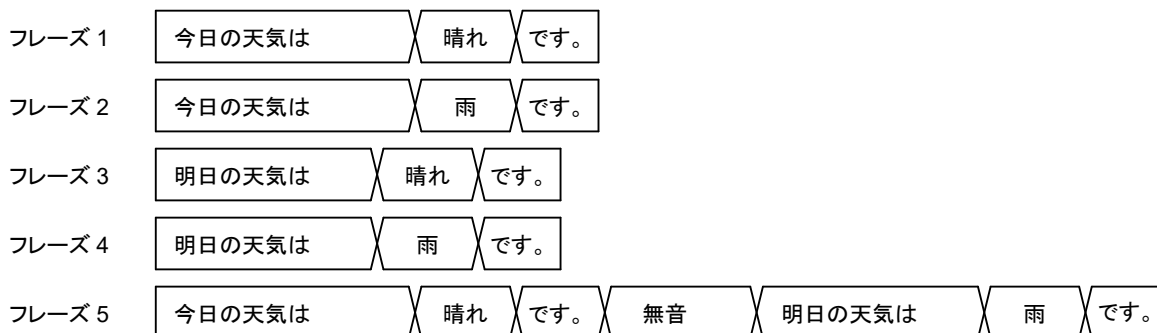 フレーズ 1 今日の天気は 晴れ です。
フレーズ 2 今日の天気は 雨 です。
フレーズ 3 明日の天気は 晴れ です。
フレーズ 4 明日の天気は 雨 です。
フレーズ 5 今日の天気は 晴れ です。 無音 明日の天気は 雨 です。